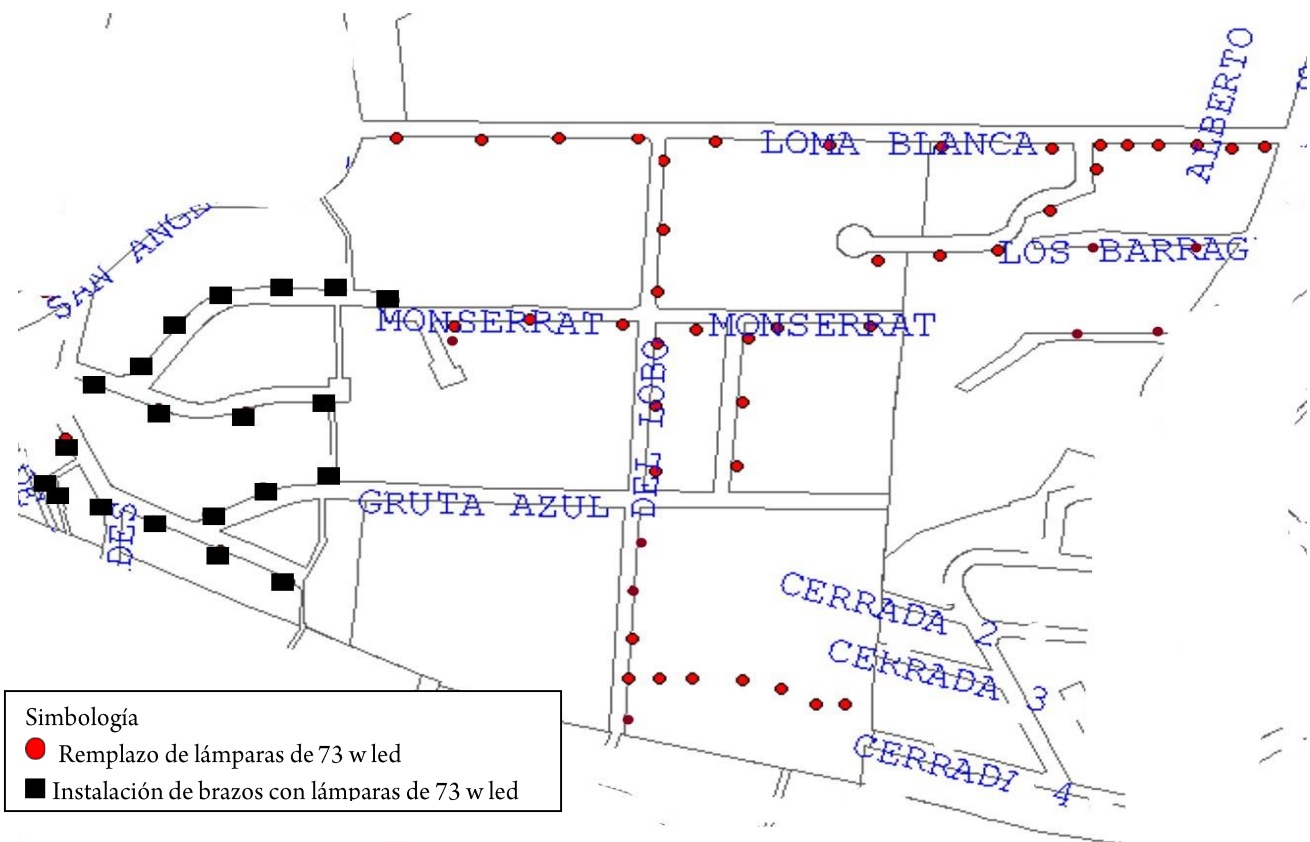 ALBERTO
LOMA BLANCA
SAN ANGE
LOS BARRAG
MONSERRAT
MONSERRAT
DEL LOBO
GRUTA AZUL
DES
CERRADA 2
CERRADA 3
CERRADI 4
Simbología
Remplazo de lámparas de 73 w led
Instalación de brazos con lámparas de 73 w led